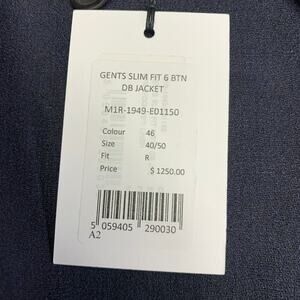 GENTS SLIM FIT 6 BTN
DB JACKET
M1R-1949-E01150
Colour 46
Size 40/50
Fit R
Price $ 1250.00
5 059405 290030
A2